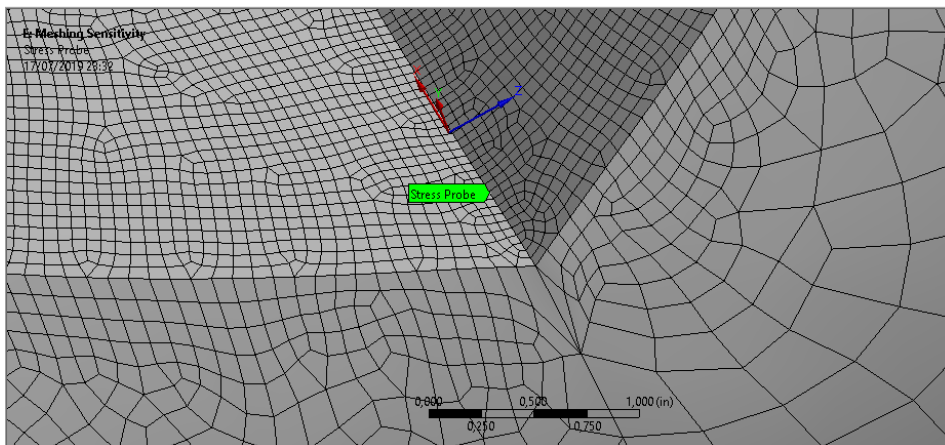 E: Meshing Sensitivity
Stress Probe
17/07/2019 23:32
X
Y
Z
Stress Probe
0,000 0,500 1,000 (in)
0,250 0,750